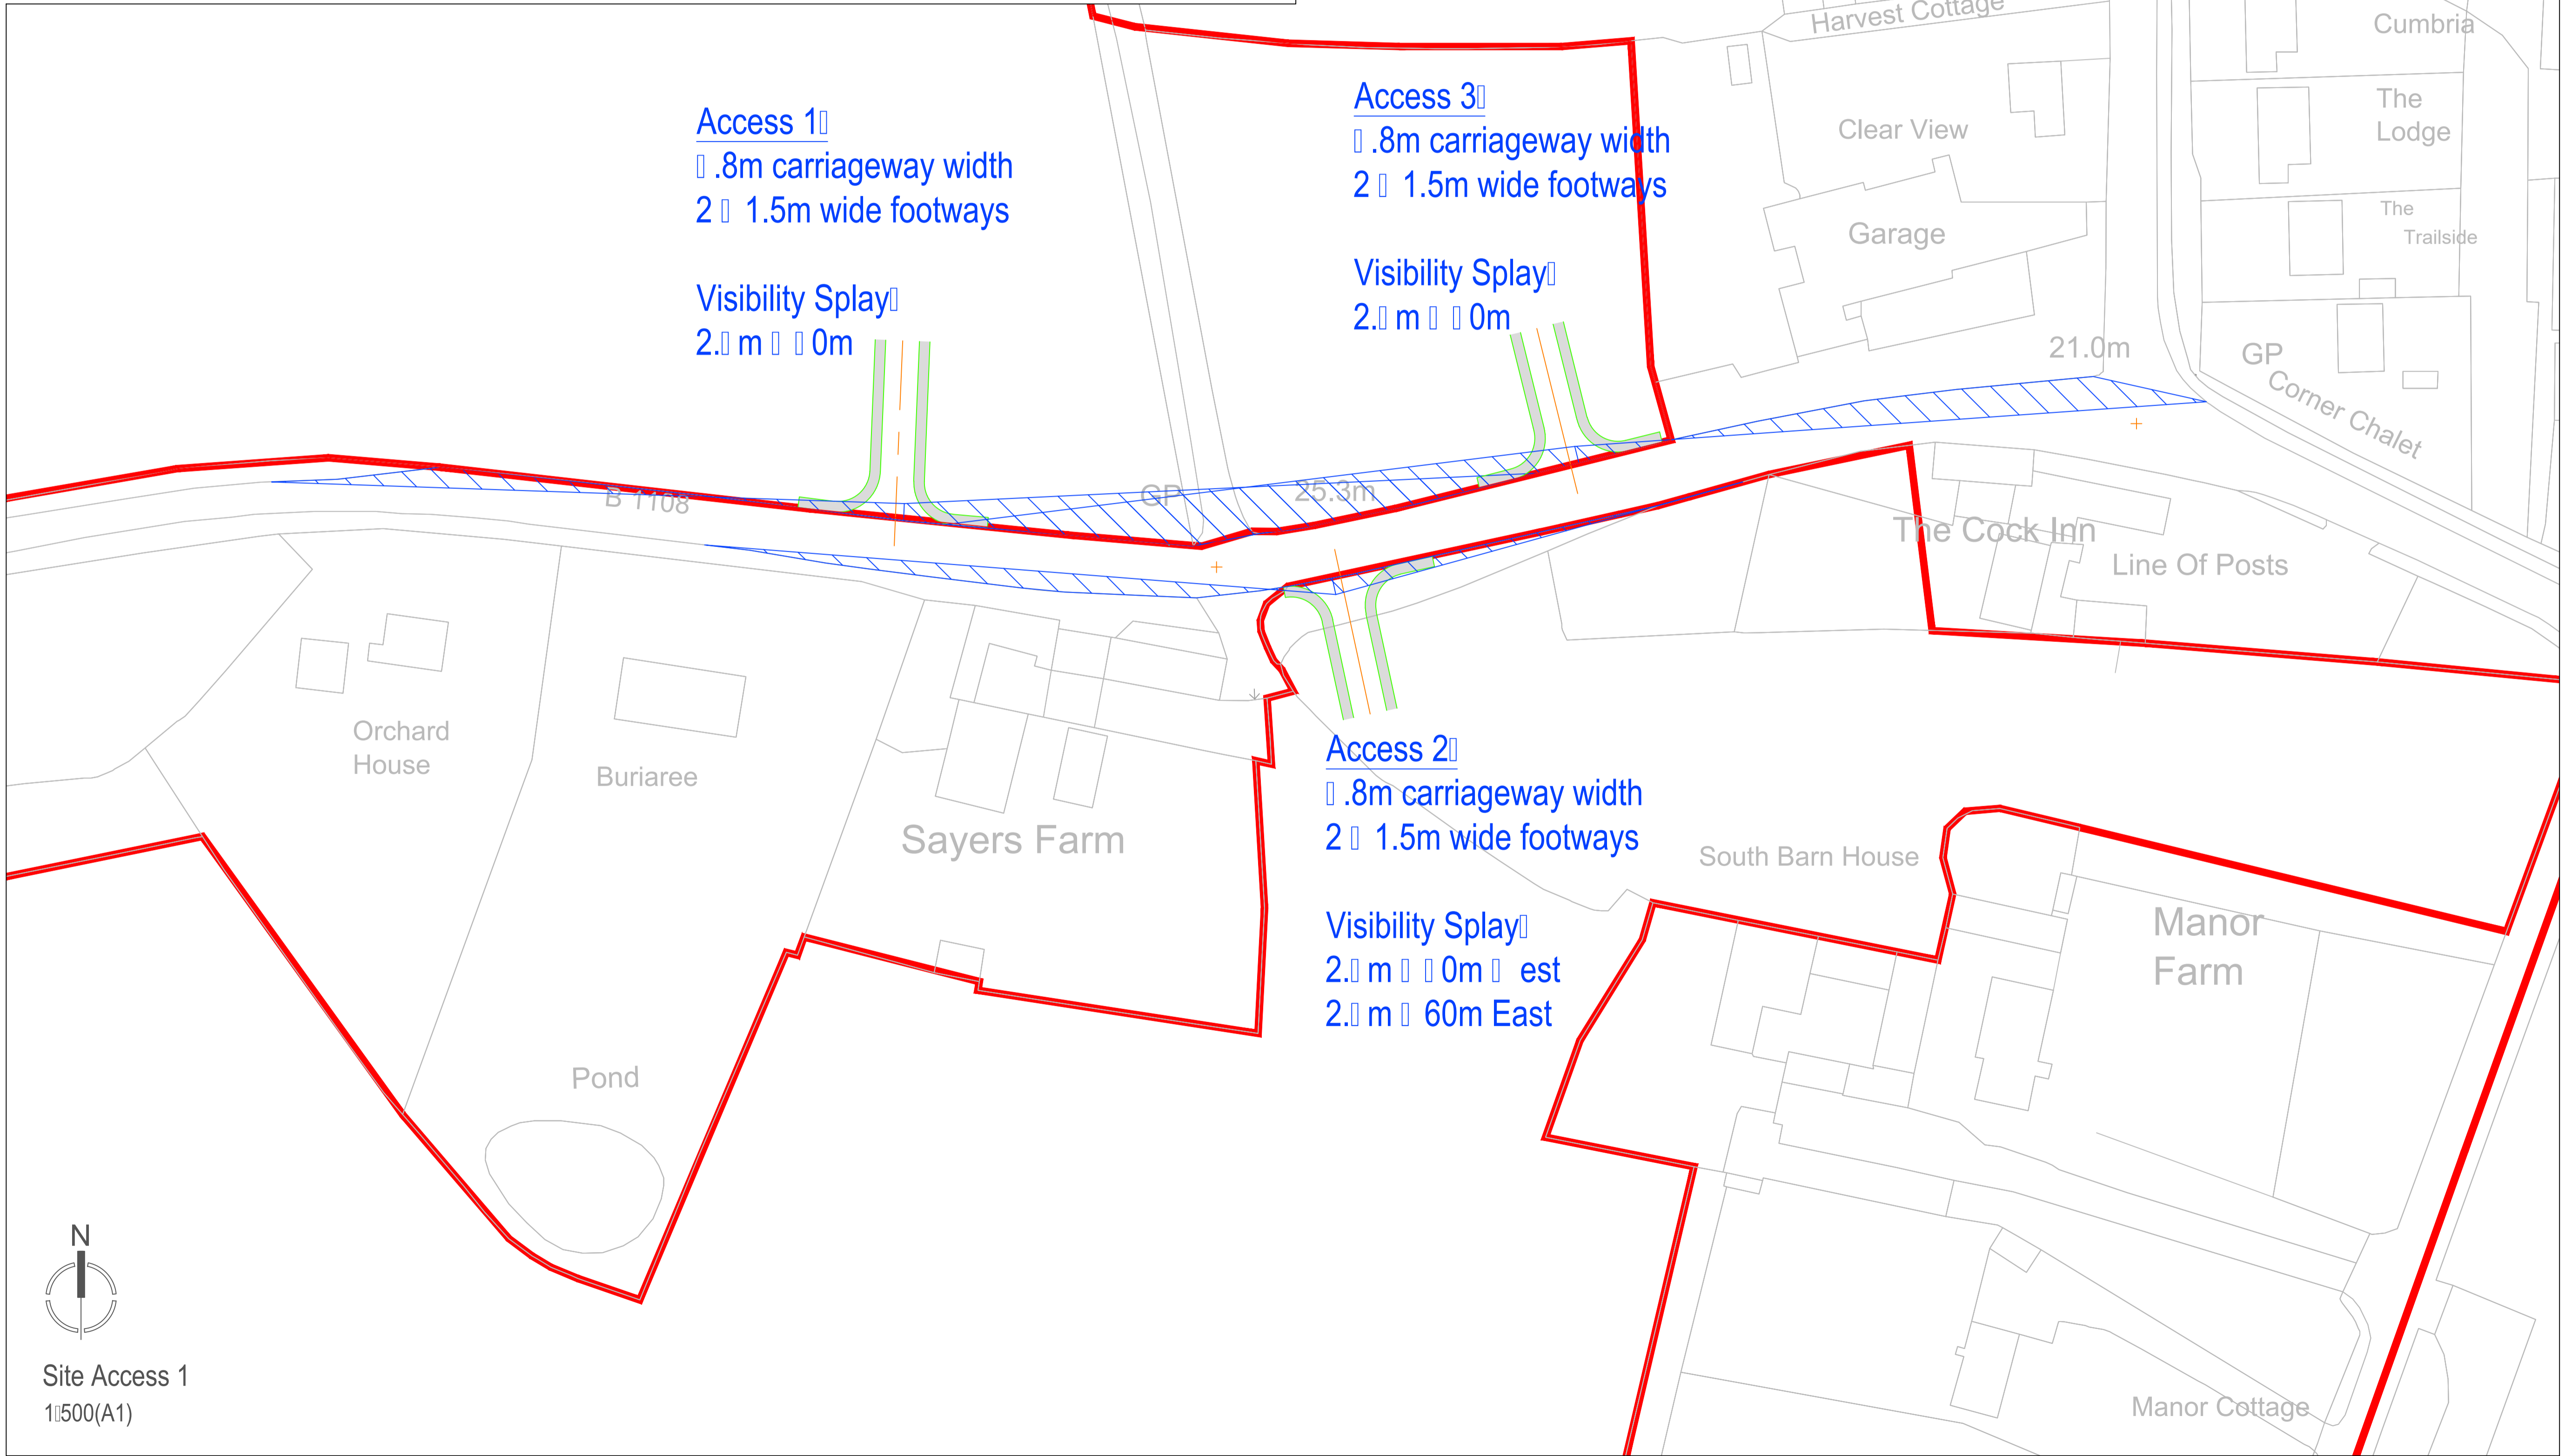 Harvest Cottage
Cumbria
The
Lodge
Clear View
The
Trailside
Garage
21.0m
GP
Corner Chalet
Access 1▯
▯.8m carriageway width
2 ▯ 1.5m wide footways
Visibility Splay▯
2.▯m ▯ ▯0m
Access 3▯
▯.8m carriageway width
2 ▯ 1.5m wide footways
Visibility Splay▯
2.▯m ▯ ▯0m
B 1108
GP
25.3m
The Cock Inn
Line Of Posts
Orchard
House
Buriaree
Sayers Farm
Access 2▯
▯.8m carriageway width
2 ▯ 1.5m wide footways
Visibility Splay▯
2.▯m ▯ ▯0m ▯est
2.▯m ▯ 60m East
South Barn House
Manor
Farm
Pond
Manor Cottage
N
Site Access 1
1▯500(A1)